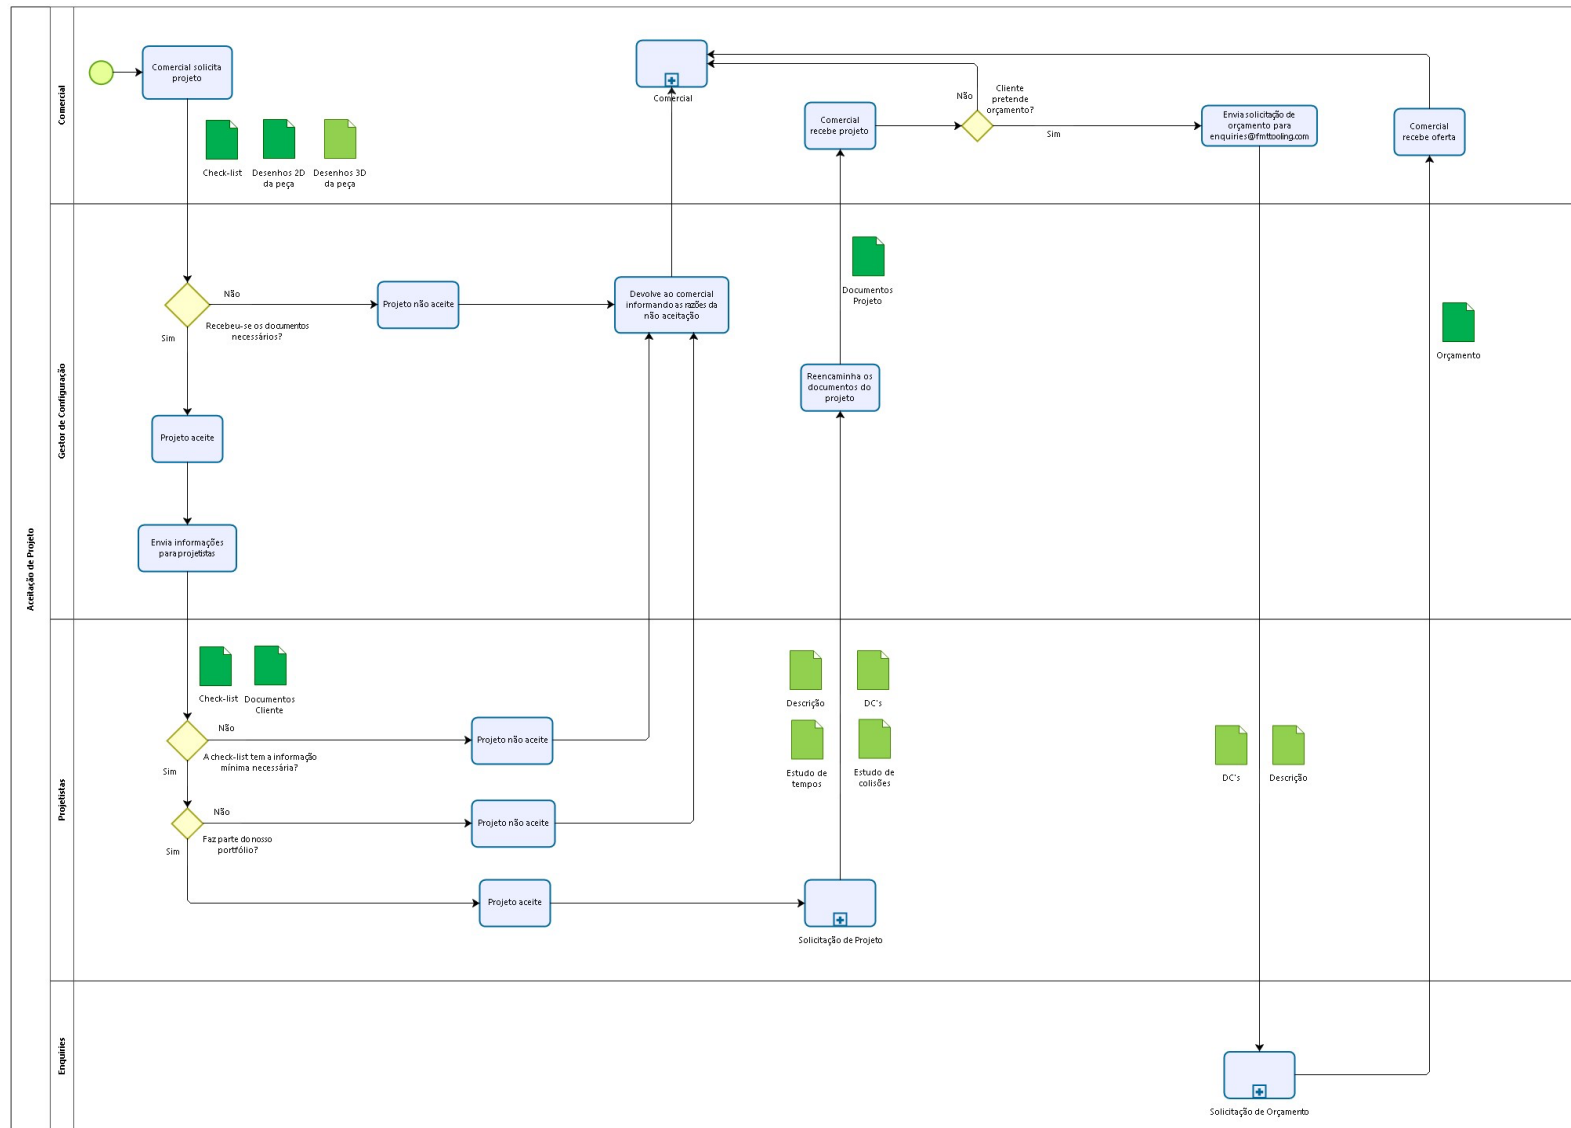 Aceitação de Projeto
Comercial
Comercial solicita
projeto
Check-list
Desenhos 2D
da peça
Desenhos 3D
da peça
Comercial
Comercial
recebe projeto
Não
Cliente
pretende
orçamento?
Sim
Envia solicitação de
orçamento para
enquiries@fmttooling.com
Comercial
recebe oferta
Gestor de Configuração
Não
Recebeu-se os documentos
necessários?
Sim
Projeto não aceite
Devolve ao comercial
informando as razões da
não aceitação
Documentos
Projeto
Orçamento
Reencaminha os
documentos do
projeto
Projeto aceite
Envia informações
para projetistas
Projetistas
Check-list
Documentos
Cliente
Não
A check-list tem a informação
mínima necessária?
Sim
Projeto não aceite
Não
Faz parte do nosso
portfólio?
Sim
Projeto não aceite
Projeto aceite
Descrição
DC's
Estudo de
tempos
Estudo de
colisões
Solicitação de Projeto
DC's
Descrição
Enquiries
Solicitação de Orçamento